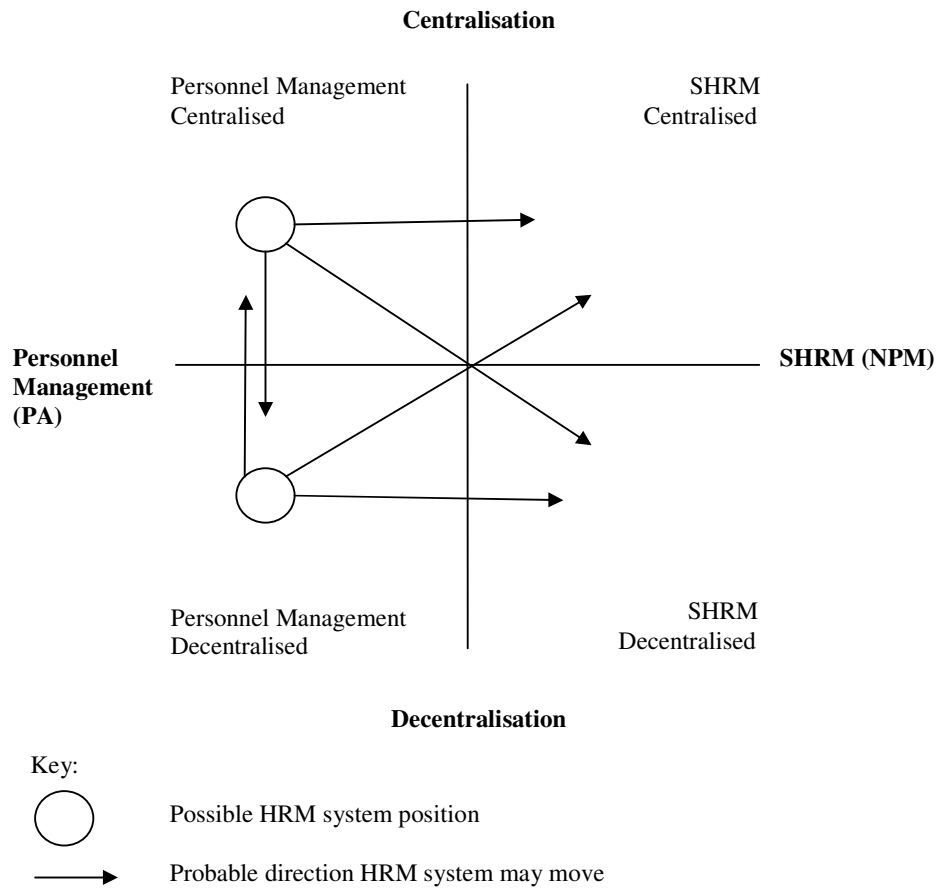 Centralisation
Personnel Management
Centralised
SHRM
Centralised
Personnel
Management
(PA)
SHRM (NPM)
Personnel Management
Decentralised
SHRM
Decentralised
Decentralisation
Key:
Possible HRM system position
Probable direction HRM system may move